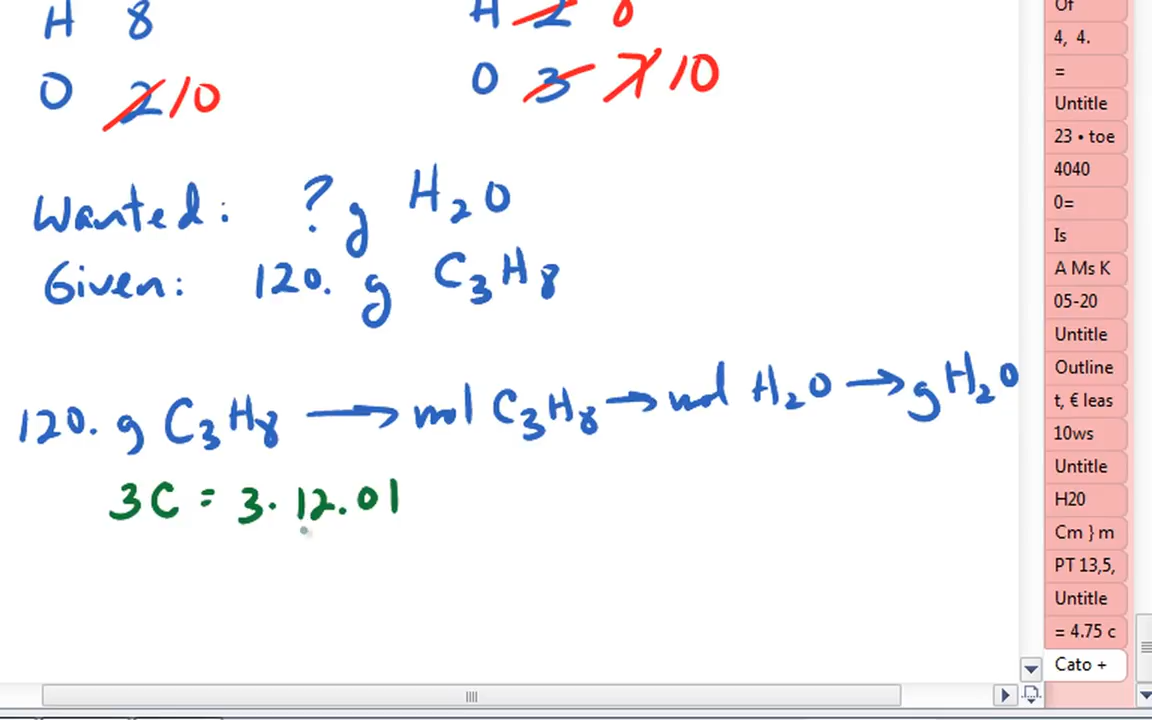 H 8 H 2 8
O 2 10 O 3 7 10
Wanted: ? g H₂O
Given: 120. g C₃H₈
120. g C₃H₈ → mol C₃H₈ → mol H₂O → g H₂O
3C = 3 · 12.01
Of
4, 4.
=
Untitle
23 • toe
4040
0=
Is
A Ms K
05-20
Untitle
Outline
t, € leas
10ws
Untitle
H20
Cm } m
PT 13,5,
Untitle
= 4.75 c
Cato +